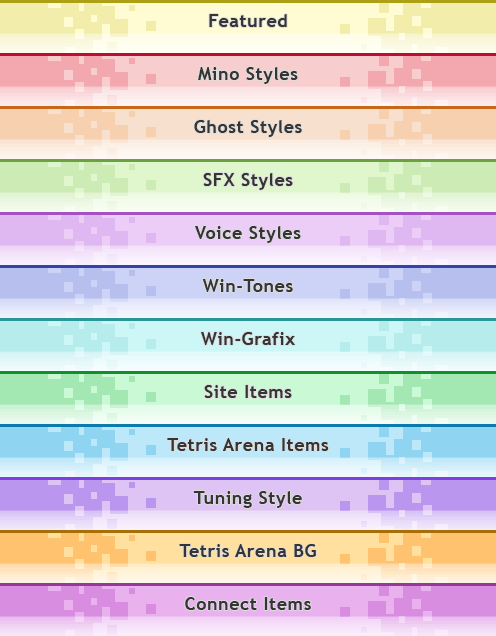 Featured
Mino Styles
Ghost Styles
SFX Styles
Voice Styles
Win-Tones
Win-Grafix
Site Items
Tetris Arena Items
Tuning Style
Tetris Arena BG
Connect Items